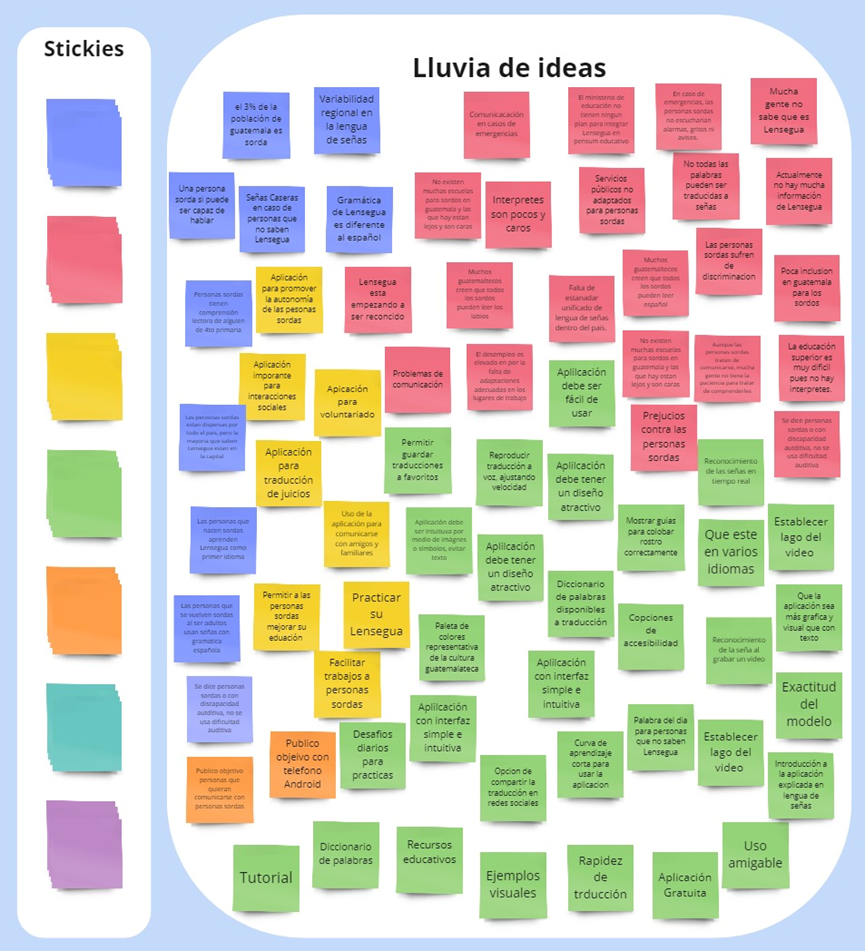 Stickies
Lluvia de ideas
el 3% de la
población de
guatemala es
sorda
Variabilidad
regional en la
lengua de
señas
Comunicacación
en casos de
emergencias
El ministerio de
educación no
tienen ningun
plan para integrar
Lensegua en
pensum educativo
En caso de
emergencias, las
personas sordas
no escucharian
alarmas, gritos ni
avisos.
Mucha
gente no
sabe que es
Lensegua
Una persona
sorda si puede
ser capaz de
hablar
Señas Caseras
en caso de
personas que
no saben
Lensegua
Gramática
de Lensegua
es diferente
al español
No existen
muchas escuelas
para sordos en
guatemala y las
que hay estan
lejos y son caras
Interpretes
son pocos y
caros
Servicios
públicos no
adaptados
para personas
sordas
No todas las
palabras
pueden ser
traducidas a
señas
Actualmente
no hay mucha
información
de Lensegua
Personas sordas
tienen
comprensión
lectora de alguien
de 4to primaria
Aplicación
para promover
la autonomía
de las pesonas
sordas
Lensegua
esta
empezando a
ser reconcido
Muchos
guatemaltecos
creen que todos
los sordos
pueden leer los
labios
Falta de
estanadar
unificado de
lengua de señas
dentro del país.
Muchos
guatemaltecos
creen que todos
los sordos
pueden leer
español
Las personas
sordas sufren
de
discriminacion
Poca inclusion
en guatemala
para los
sordos
Aplicación
imporante
para
interacciones
sociales
Apicación
para
voluntariado
Problemas de
comunicación
El desempleo es
elevado en por la
falta de
adaptaciones
adecuadas en los
lugares de trabajo
Aplilcación
debe ser
fácil de
usar
No existen
muchas escuelas
para sordos en
guatemala y las
que hay estan
lejos y son caras
Aunque las
personas sordas
tratan de
comunicarse, mucha
gente no tiene la
paciencia para tratar
de comprenderles
La educación
superior es
muy dificil
pues no hay
interpretes.
Las personas sordas
estan dispersas por
todo el país, pero la
mayoria que saben
Lensegua estan en
la capital
Aplicación
para
traducción
de juicios
Permitir
guardar
traducciones
a favoritos
Reproducir
traducción a
voz, ajustando
velocidad
Aplilcación
debe tener
un diseño
atractivo
Prejucios
contra las
personas
sordas
Reconocimiento
de las señas en
tiempo real
Se dice personas
sordas o con
discapacidad
auditiva, no se
usa dificultad
auditiva
Las personas que
nacen sordas
aprenden
Lensegua como
primer idioma
Uso de la
aplicación para
comunicarse
con amigos y
familiares
Aplicación debe
ser intuitiva por
medio de imágnes
o símbolos, evitar
texto
Aplilcación
debe tener
un diseño
atractivo
Mostrar guías
para colobar
rostro
correctamente
Que este
en varios
idiomas
Establecer
lago del
video
Las personas que
se vuelven sordas
al ser adultos
usan señas con
gramática
española
Permitir a las
personas
sordas
mejorar su
eduación
Practicar
su
Lensegua
Paleta de
colores
representativa
de la cultura
guatemalateca
Diccionario
de palabras
disponibles
a traducción
Copciones
de
accesibilidad
Reconocimiento
de la seña al
grabar un video
Que la
aplicación sea
más grafica y
visual que con
texto
Se dice personas
sordas o con
discapacidad
auditiva, no se
usa dificultad
auditiva
Facilitar
trabajos a
personas
sordas
Aplilcación
con interfaz
simple e
intuitiva
Aplilcación
con interfaz
simple e
intuitiva
Exactitud
del
modelo
Publico objetivo
personas que
quieran
comunicarse con
personas sordas
Publico
objeivo con
telefono
Android
Desafios
diarios
para
practicas
Opcion de
compartir la
traducción en
redes sociales
Curva de
aprendizaje
corta para
usar la
aplicacion
Palabra del dia
para personas
que no saben
Lensegua
Establecer
lago del
video
Introducción a
la aplicación
explicada en
lengua de
señas
Tutorial
Diccionario
de palabras
Recursos
educativos
Ejemplos
visuales
Rapidez
de
trducción
Aplicación
Gratuita
Uso
amigable